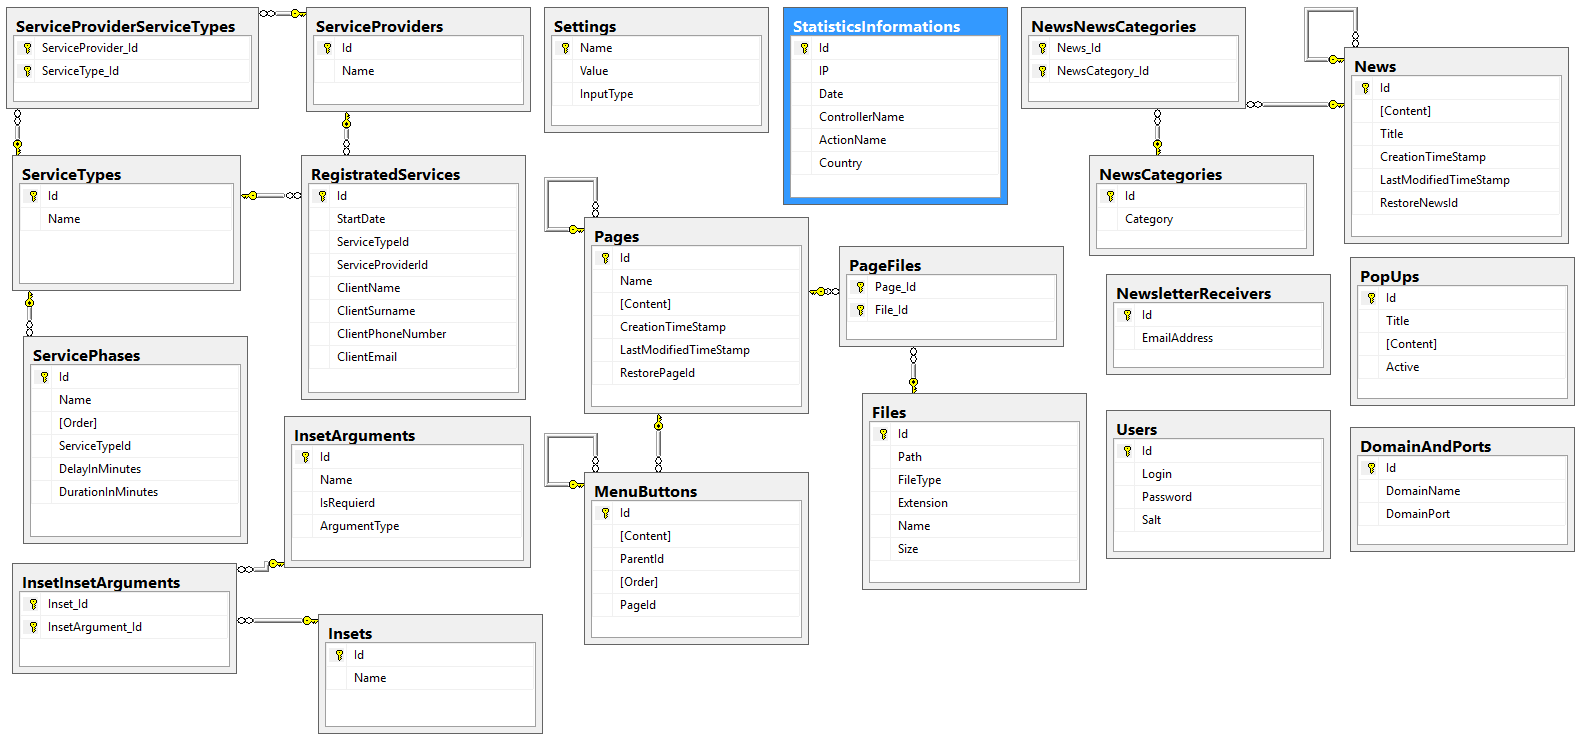 ServiceProviderServiceTypes
ServiceProvider_Id
ServiceType_Id
ServiceProviders
Id
Name
Settings
Name
Value
InputType
StatisticsInformations
Id
IP
Date
ControllerName
ActionName
Country
NewsNewsCategories
News_Id
NewsCategory_Id
News
Id
[Content]
Title
CreationTimeStamp
LastModifiedTimeStamp
RestoreNewsId
ServiceTypes
Id
Name
RegistratedServices
Id
StartDate
ServiceTypeId
ServiceProviderId
ClientName
ClientSurname
ClientPhoneNumber
ClientEmail
Pages
Id
Name
[Content]
CreationTimeStamp
LastModifiedTimeStamp
RestorePageId
PageFiles
Page_Id
File_Id
NewsCategories
Id
Category
NewsletterReceivers
Id
EmailAddress
PopUps
Id
Title
[Content]
Active
ServicePhases
Id
Name
[Order]
ServiceTypeId
DelayInMinutes
DurationInMinutes
InsetArguments
Id
Name
IsRequierd
ArgumentType
MenuButtons
Id
[Content]
ParentId
[Order]
PageId
Files
Id
Path
FileType
Extension
Name
Size
Users
Id
Login
Password
Salt
DomainAndPorts
Id
DomainName
DomainPort
InsetInsetArguments
Inset_Id
InsetArgument_Id
Insets
Id
Name